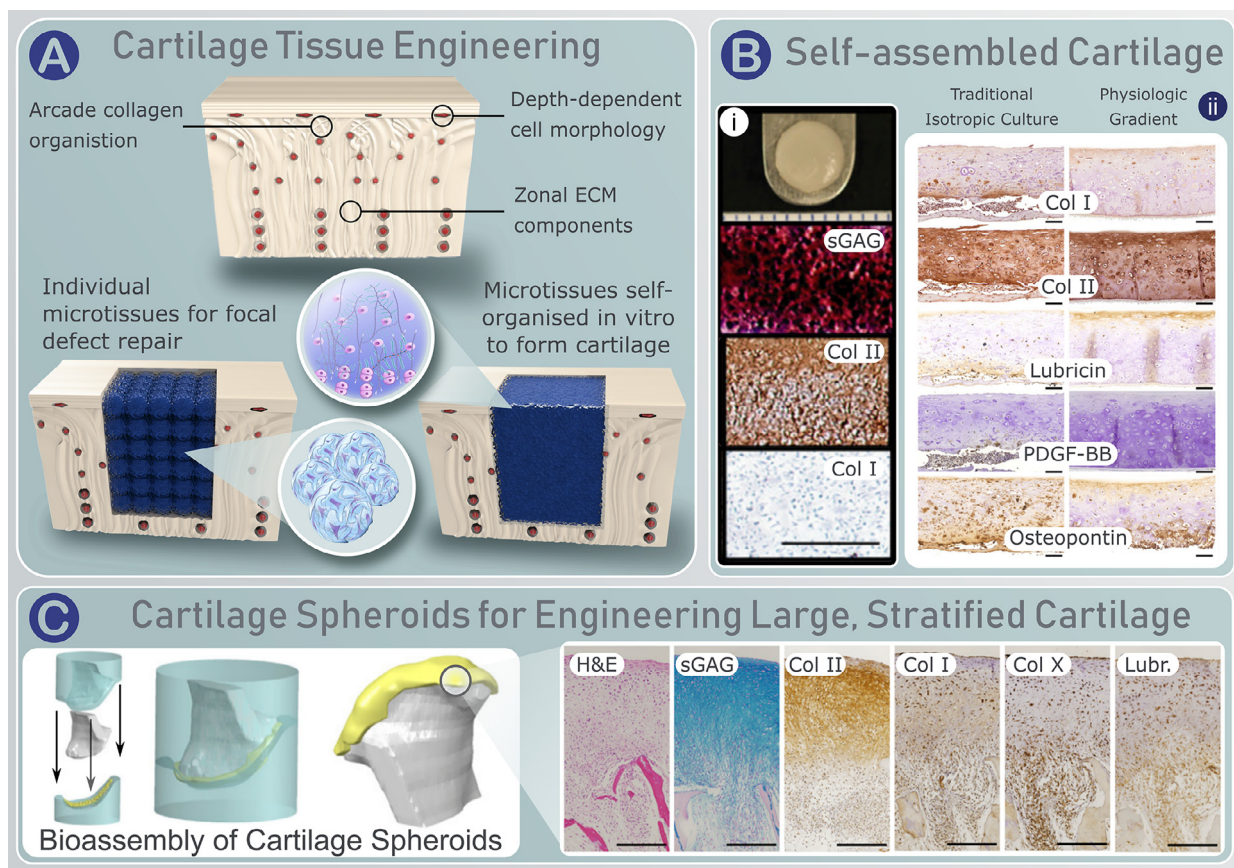 A
Cartilage Tissue Engineering
Arcade collagen
organistion
Depth-dependent
cell morphology
Zonal ECM
components
Individual
microtissues for focal
defect repair
Microtissues self-
organised in vitro
to form cartilage
B
Self-assembled Cartilage
i
sGAG
Col II
Col I
Traditional
Isotropic Culture
Physiologic
Gradient
ii
Col I
Col II
Lubricin
PDGF-BB
Osteopontin
C
Cartilage Spheroids for Engineering Large, Stratified Cartilage
Bioassembly of Cartilage Spheroids
H&E
sGAG
Col II
Col I
Col X
Lubr.